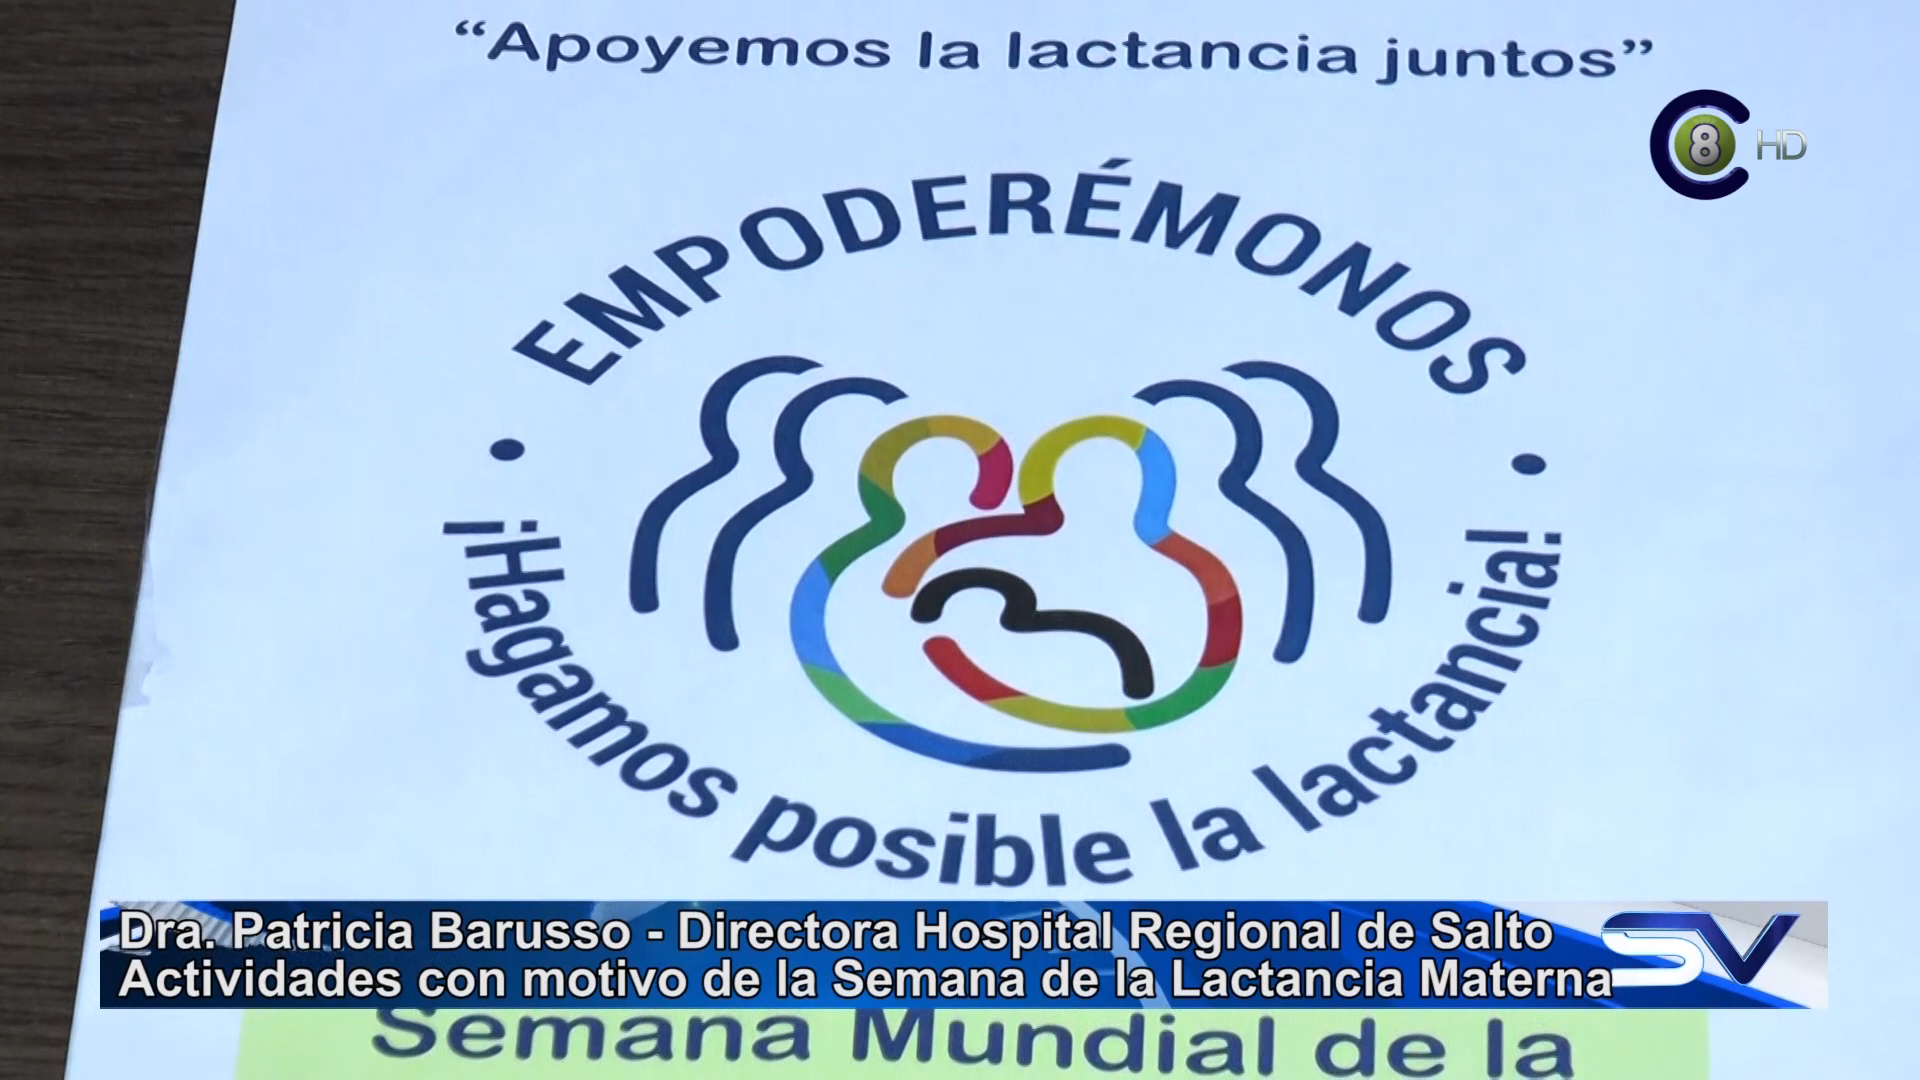 “Apoyemos la lactancia juntos”
8 HD
EMPODERÉMONOS
¡Hagamos posible la lactancia!
Dra. Patricia Barusso - Directora Hospital Regional de Salto
Actividades con motivo de la Semana de la Lactancia Materna
SV
Semana Mundial de la